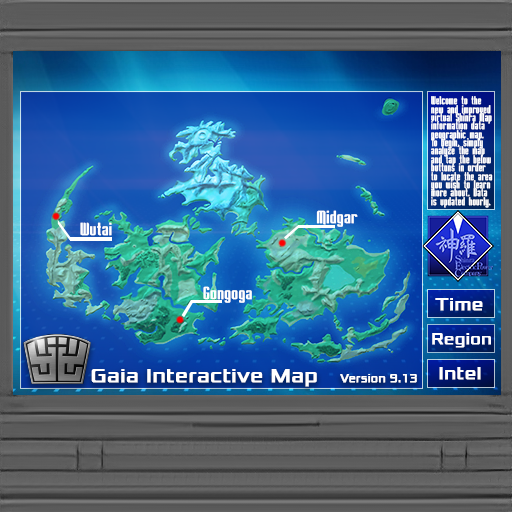 Welcome to the
new and improved
virtual Shinra Map
information data
geographic map.
To begin, simply
analyze the map
and tap the below
buttons in order
to locate the area
you wish to learn
more about. Data
is updated hourly.
Midgar
Wutai
Gongoga
神羅
Time
Region
Intel
Gaia Interactive Map
Version 9.13